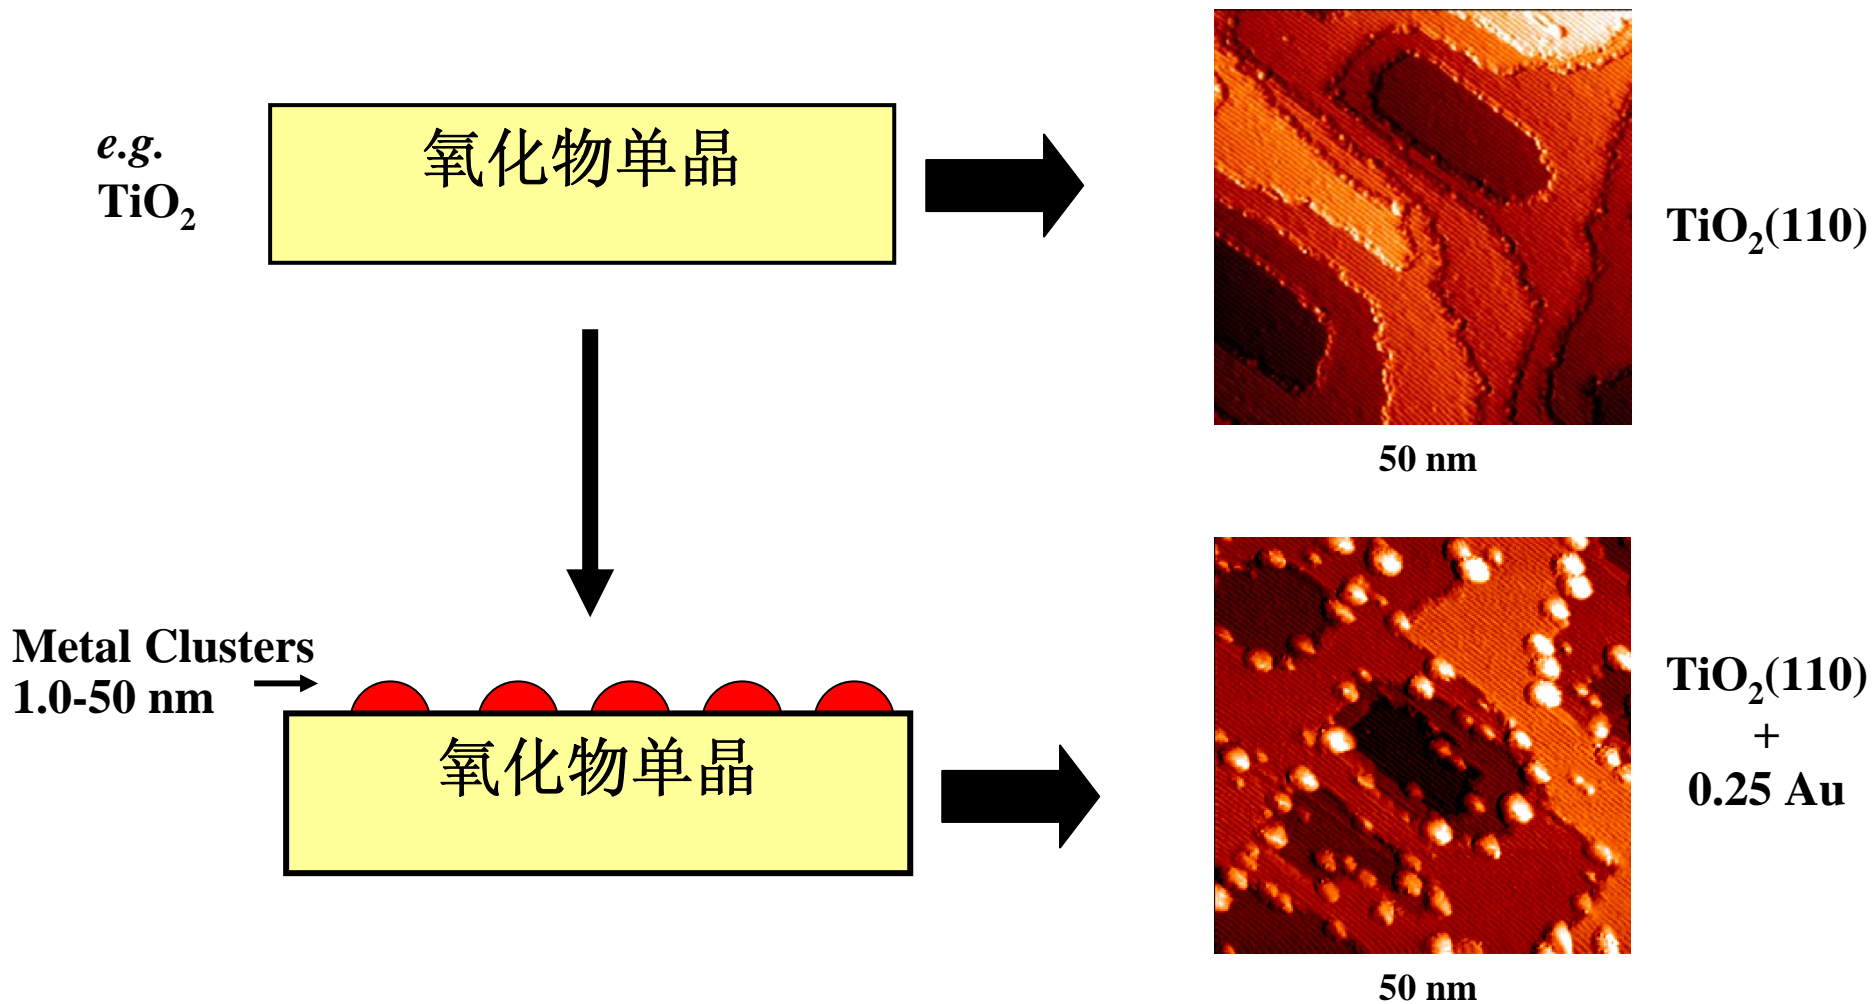 e.g.
TiO₂
氧化物单晶
TiO₂(110)
50 nm
Metal Clusters
1.0-50 nm
氧化物单晶
TiO₂(110)
+
0.25 Au
50 nm